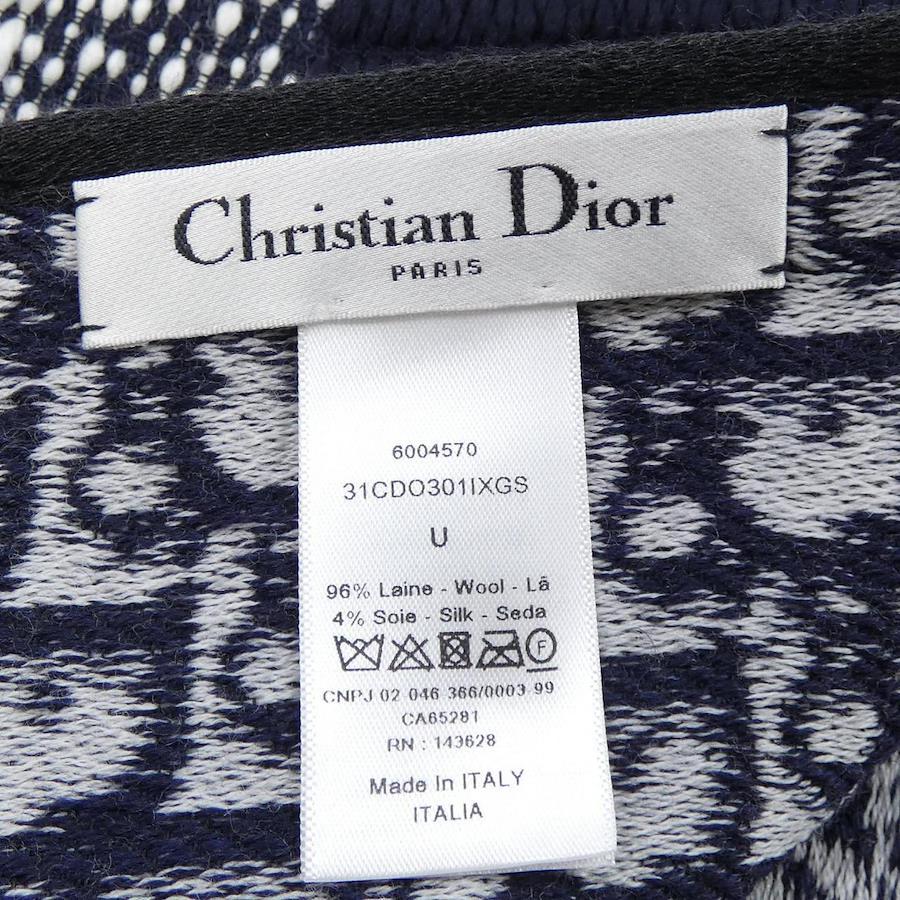 Christian Dior
PARIS
6004570
31CDO301IXGS
U
96% Laine - Wool - Lã
4% Soie - Silk - Seda
F
CNPJ 02 046 366/0003 99
CA65281
RN : 143628
Made In ITALY
ITALIA